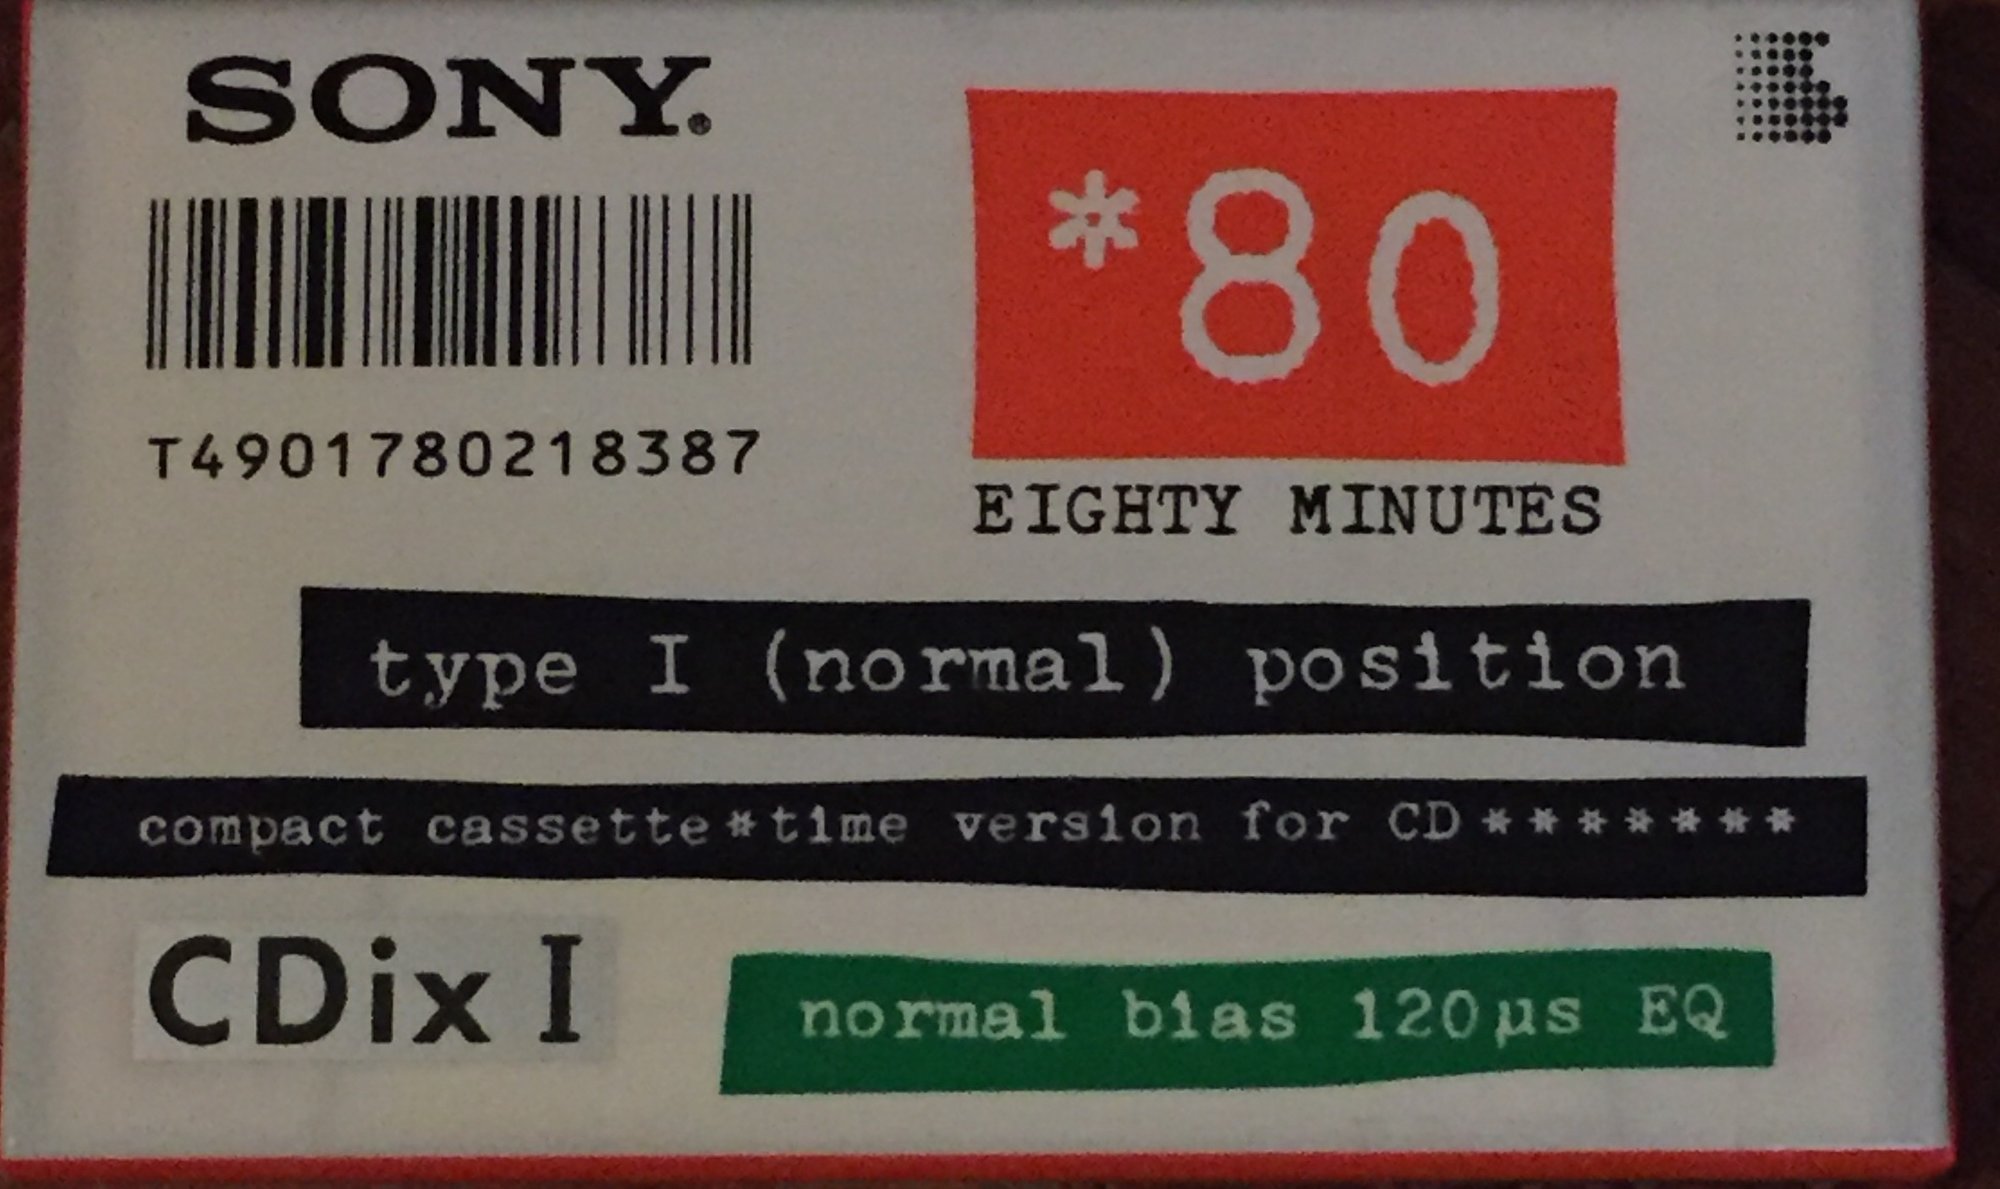 SONY®
T4901780218387
*80
EIGHTY MINUTES
type I (normal) position
compact cassette*time version for CD*******
CDix I
normal bias 120µs EQ